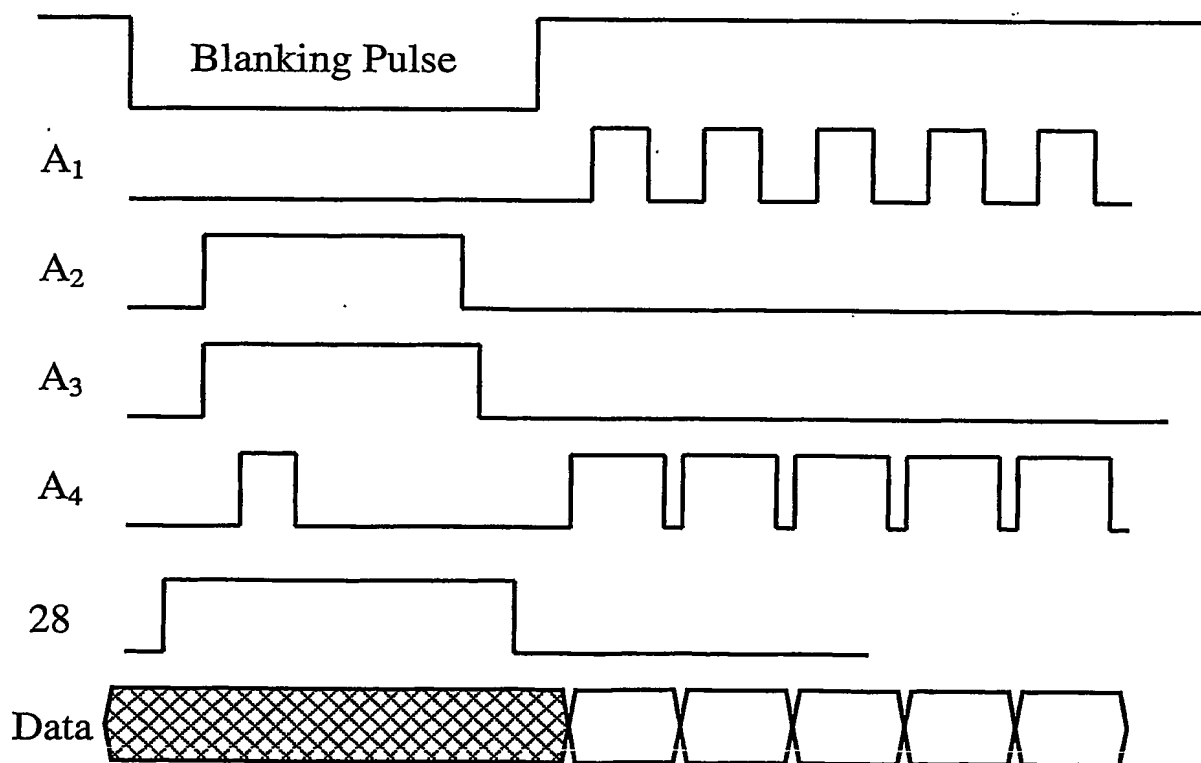 Blanking Pulse
A₁
A₂
A₃
A₄
28
Data